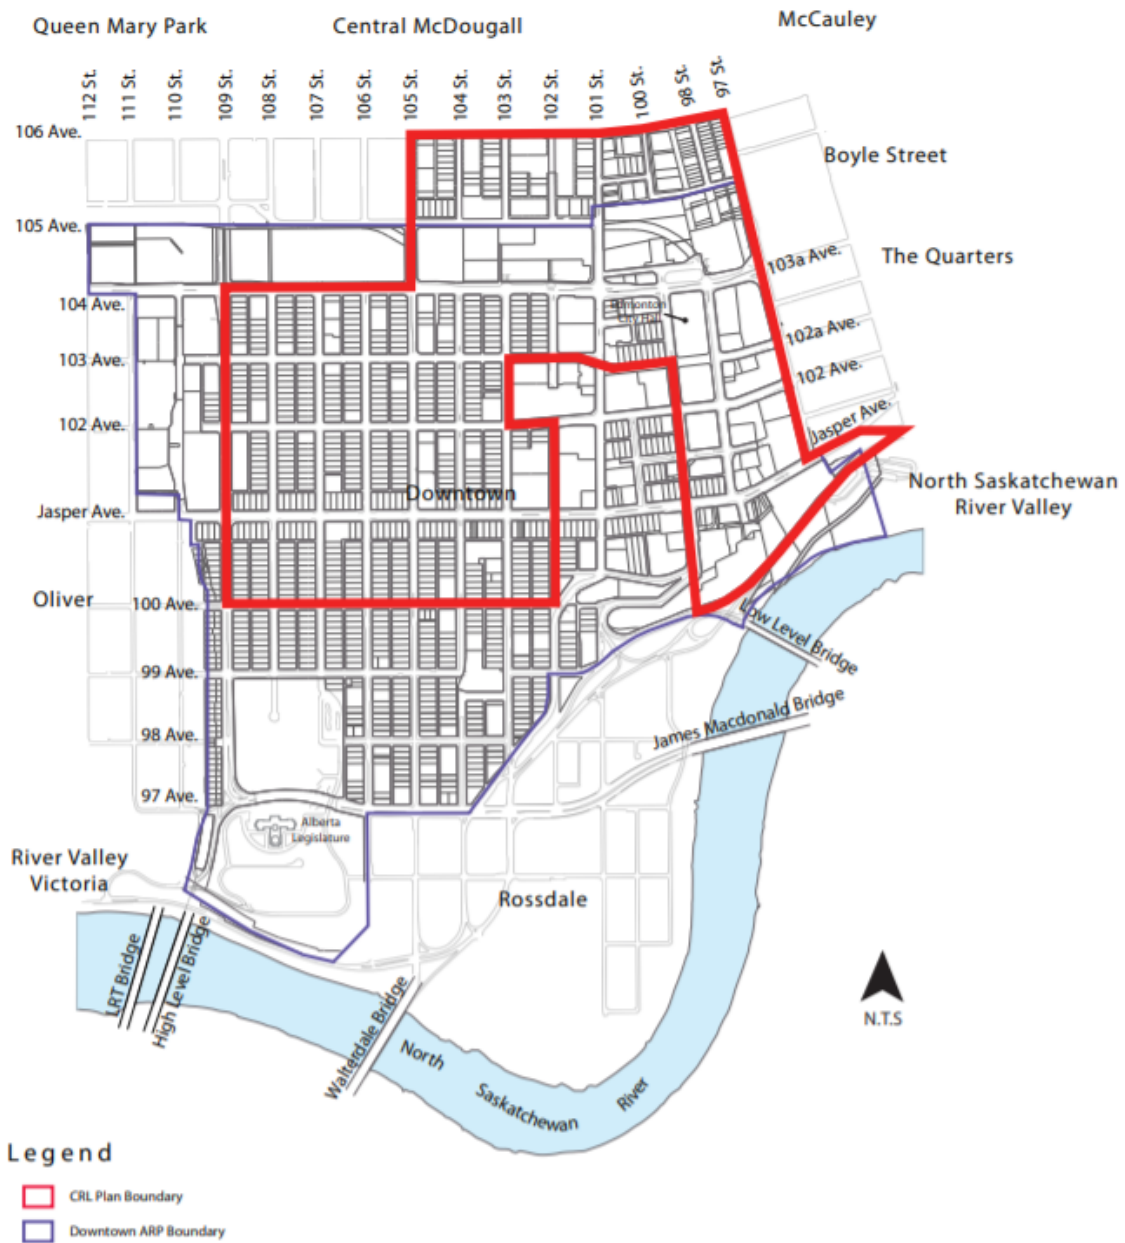 Queen Mary Park
Central McDougall
McCauley
112 St.
111 St.
110 St.
109 St.
108 St.
107 St.
106 St.
105 St.
104 St.
103 St.
102 St.
101 St.
100 St.
98 St.
97 St.
106 Ave.
Boyle Street
105 Ave.
103a Ave.
The Quarters
104 Ave.
Edmonton
City Hall
102a Ave.
103 Ave.
102 Ave.
102 Ave.
Jasper Ave.
Downtown
North Saskatchewan
River Valley
Jasper Ave.
Oliver
100 Ave.
Low Level Bridge
99 Ave.
James Macdonald Bridge
98 Ave.
97 Ave.
Alberta
Legislature
River Valley
Victoria
Rossdale
LRT Bridge
High Level Bridge
Walterdale Bridge
North
Saskatchewan
River
N.T.S
Legend
CRL Plan Boundary
Downtown ARP Boundary